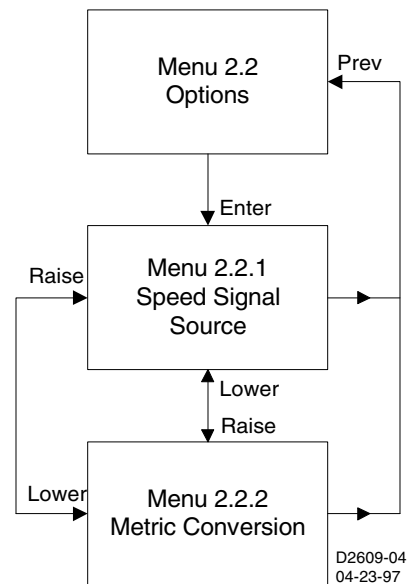 Menu 2.2
Options
Prev
Enter
Menu 2.2.1
Speed Signal
Source
Raise
Lower
Raise
Lower
Menu 2.2.2
Metric Conversion
D2609-04
04-23-97